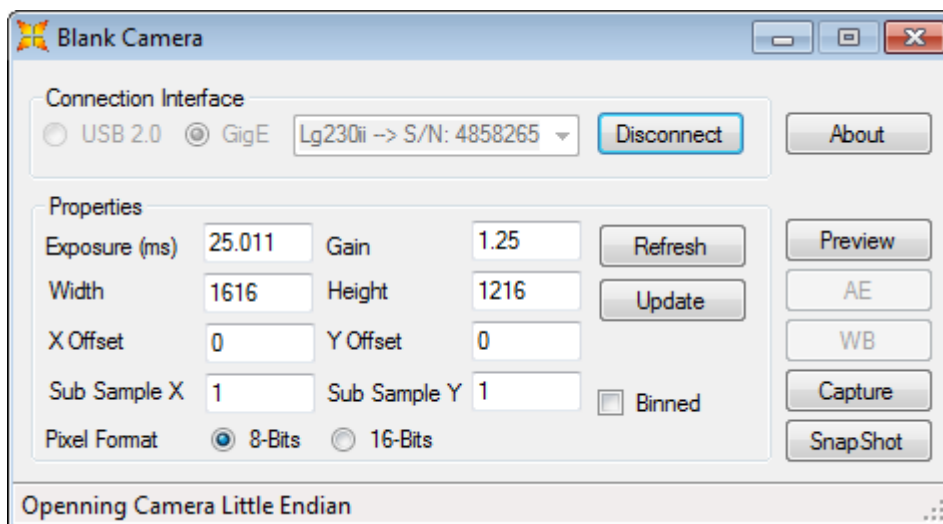 Blank Camera
Connection Interface
USB 2.0 GigE Lg230ii --> S/N: 4858265 Disconnect About
Properties
Exposure (ms) 25.011 Gain 1.25 Refresh Preview
Width 1616 Height 1216 Update AE
X Offset 0 Y Offset 0 WB
Sub Sample X 1 Sub Sample Y 1 Binned Capture
Pixel Format 8-Bits 16-Bits SnapShot
Openning Camera Little Endian